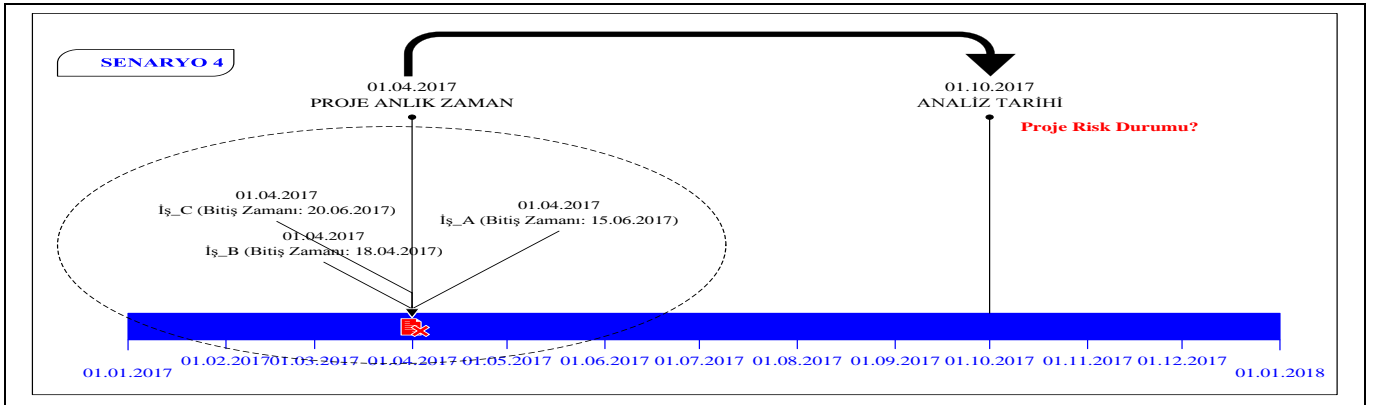 SENARYO 4
01.04.2017
PROJE ANLIK ZAMAN
01.10.2017
ANALİZ TARİHİ
Proje Risk Durumu?
01.04.2017
İş_C (Bitiş Zamanı: 20.06.2017)
01.04.2017
İş_A (Bitiş Zamanı: 15.06.2017)
01.04.2017
İş_B (Bitiş Zamanı: 18.04.2017)
01.01.2017
01.02.2017
01.03.2017
01.04.2017
01.05.2017
01.06.2017
01.07.2017
01.08.2017
01.09.2017
01.10.2017
01.11.2017
01.12.2017
01.01.2018